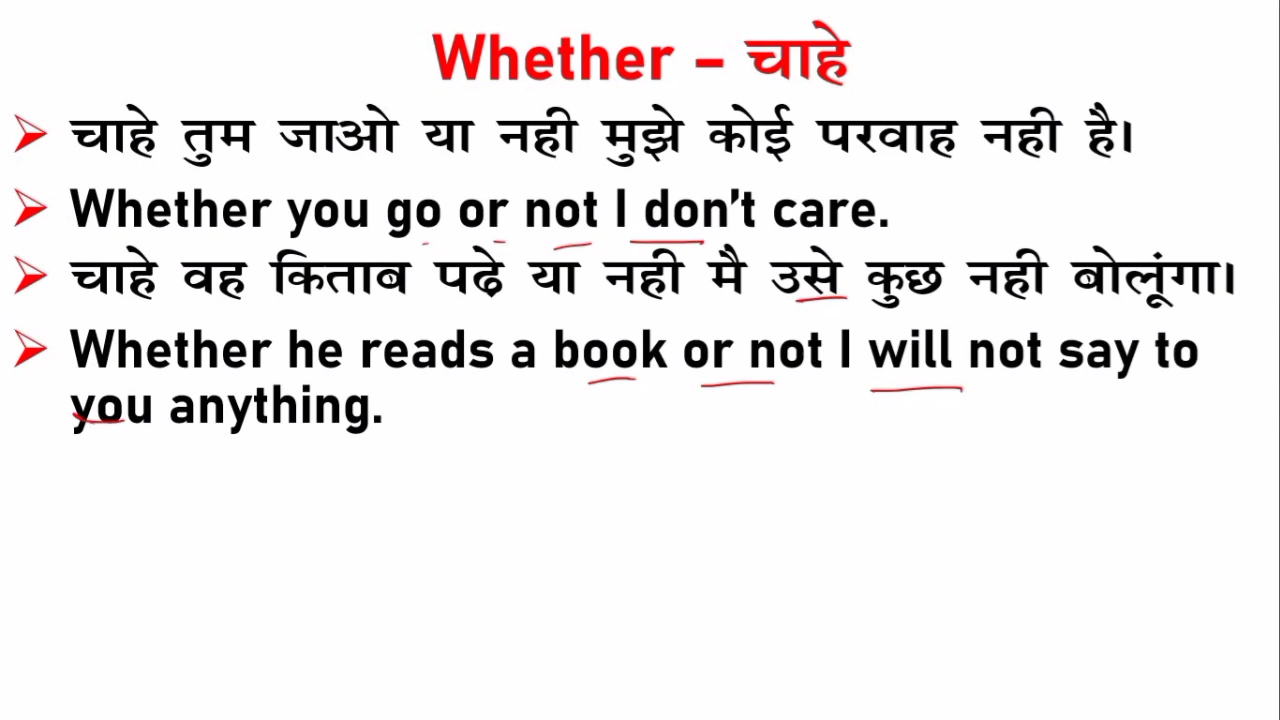 Whether – चाहे
चाहे तुम जाओ या नही मुझे कोई परवाह नही है।
Whether you go or not I don't care.
चाहे वह किताब पढ़े या नही मै उसे कुछ नही बोलूंगा।
Whether he reads a book or not I will not say to
you anything.